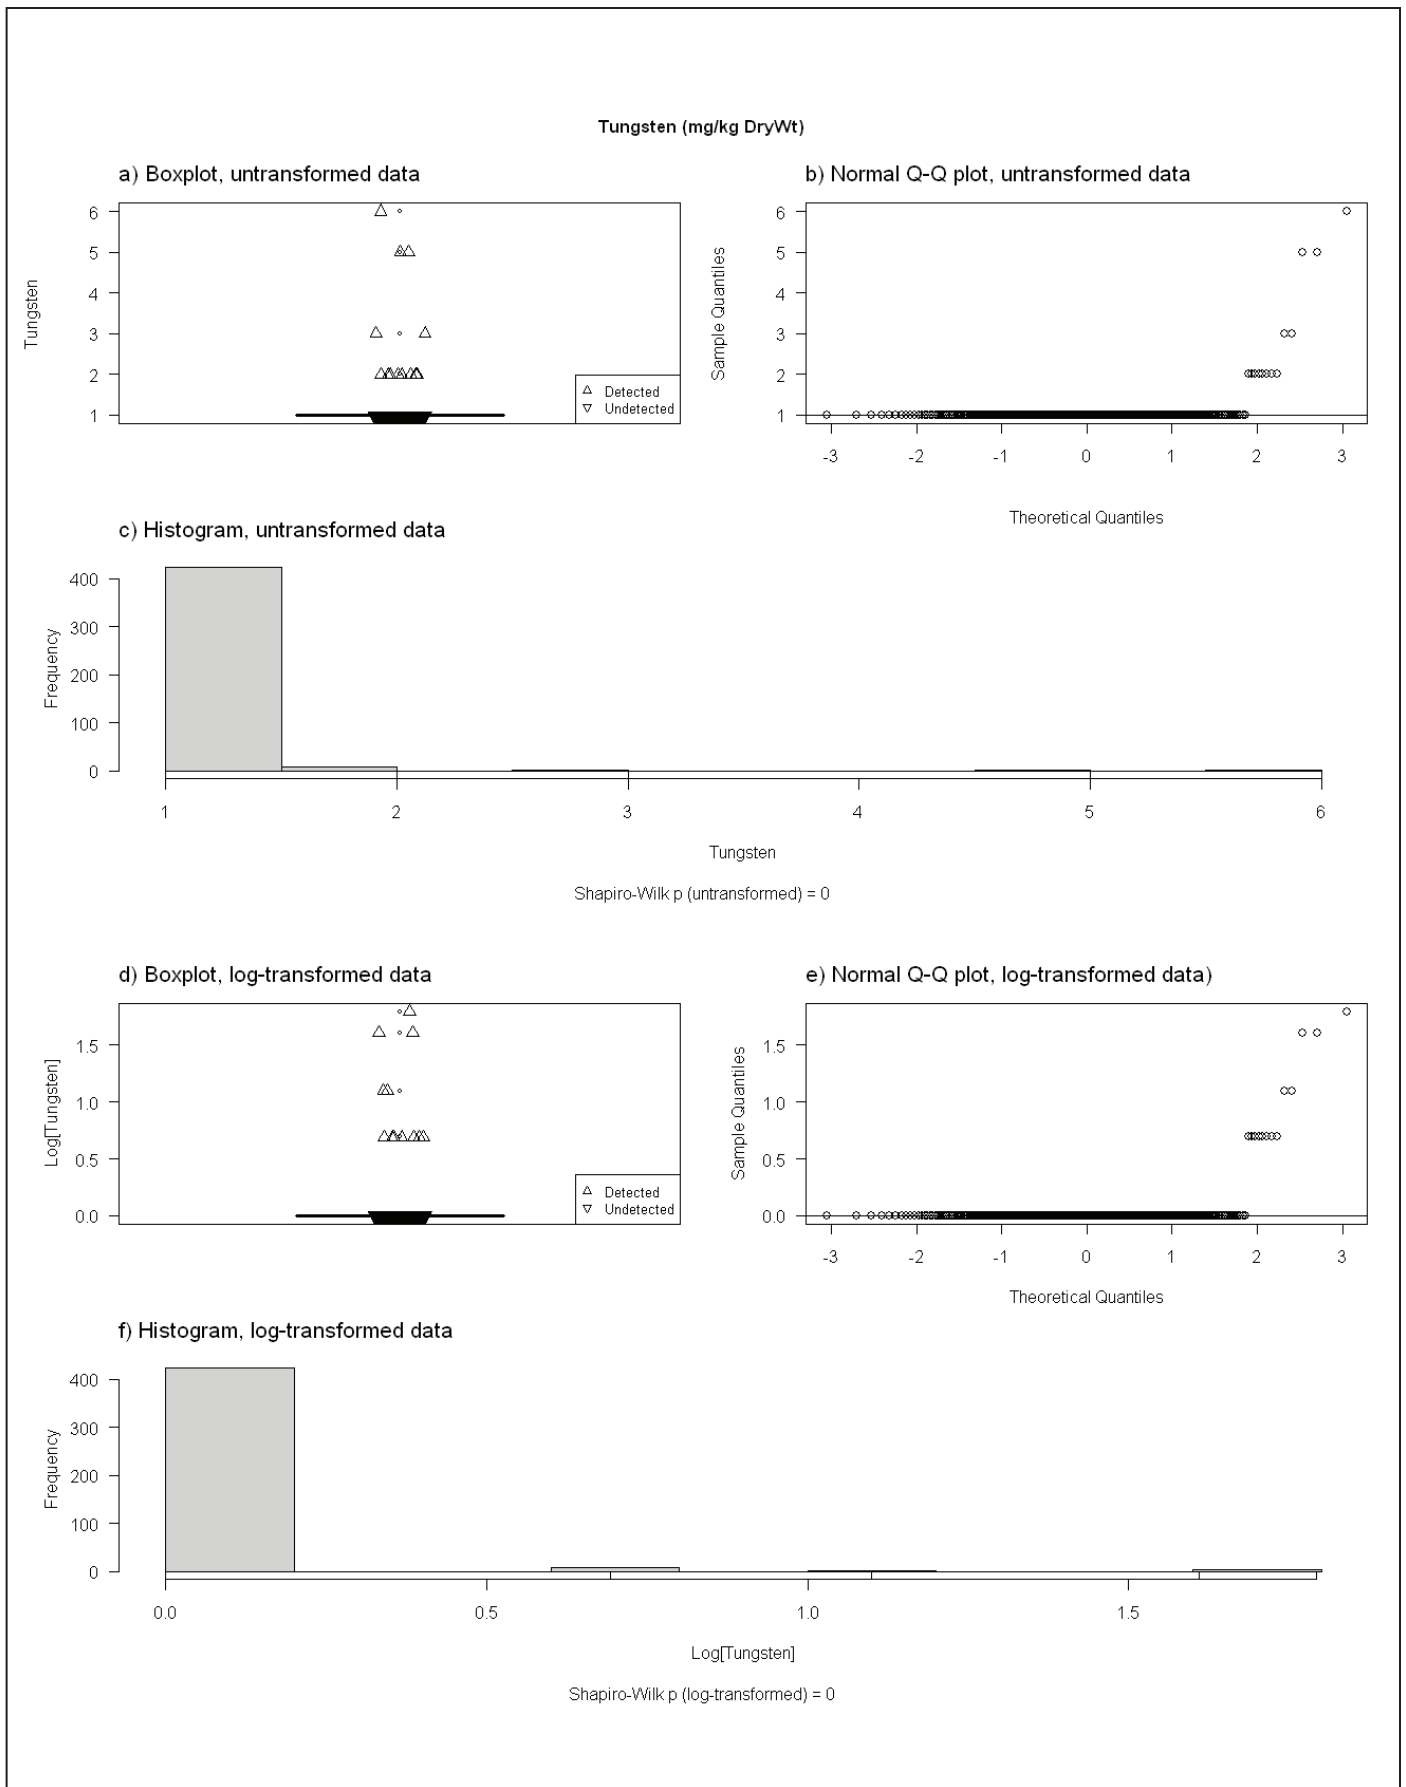 Tungsten (mg/kg DryWt)
a) Boxplot, untransformed data
6
5
4
3
2
1
Tungsten
△ Detected
▽ Undetected
b) Normal Q-Q plot, untransformed data
6
5
4
3
2
1
Sample Quantiles
-3 -2 -1 0 1 2 3
Theoretical Quantiles
c) Histogram, untransformed data
400
300
200
100
0
Frequency
1 2 3 4 5 6
Tungsten
Shapiro-Wilk p (untransformed) = 0
d) Boxplot, log-transformed data
1.5
1.0
0.5
0.0
Log[Tungsten]
△ Detected
▽ Undetected
e) Normal Q-Q plot, log-transformed data)
1.5
1.0
0.5
0.0
Sample Quantiles
-3 -2 -1 0 1 2 3
Theoretical Quantiles
f) Histogram, log-transformed data
400
300
200
100
0
Frequency
0.0 0.5 1.0 1.5
Log[Tungsten]
Shapiro-Wilk p (log-transformed) = 0